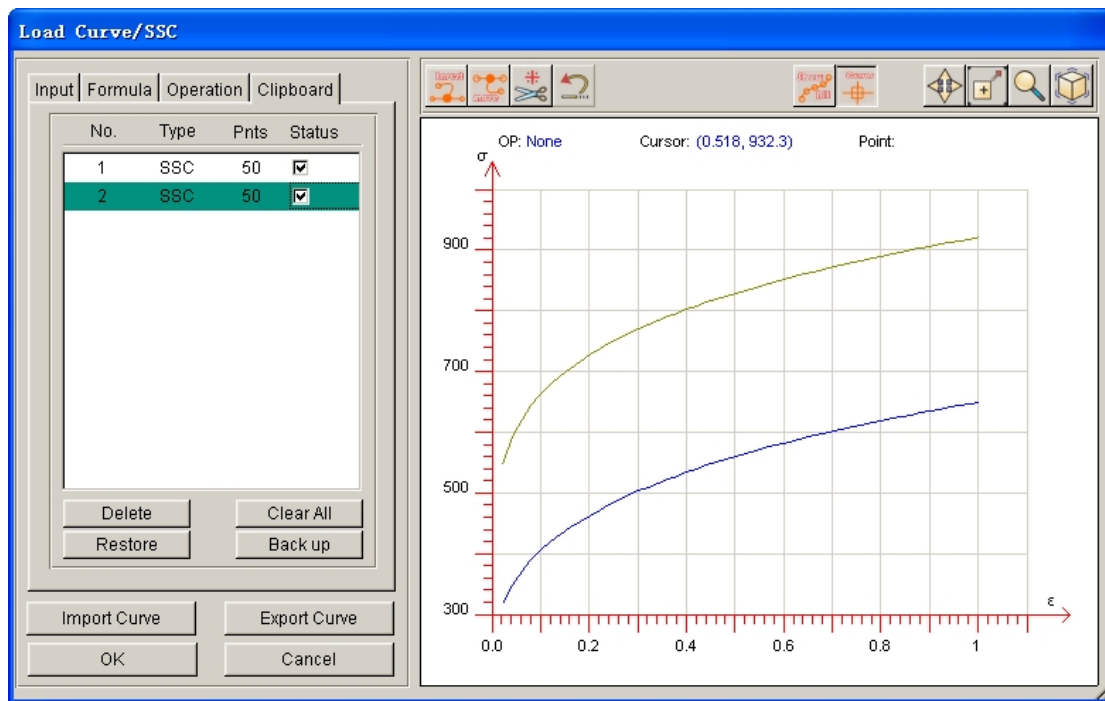 Load Curve/SSC
Input Formula Operation Clipboard
No. Type Pnts Status
1 SSC 50
2 SSC 50
Delete Clear All
Restore Back up
Import Curve Export Curve
OK Cancel
OP: None Cursor: (0.518, 932.3) Point:
σ
900
700
500
300
ε
0.0 0.2 0.4 0.6 0.8 1